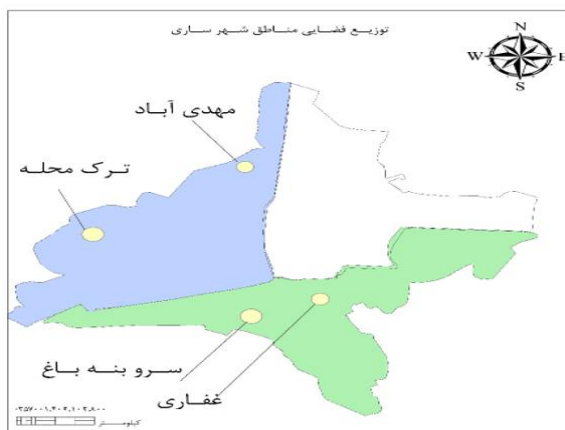 توزیع فضایی مناطق شهر ساری
N
W
E
S
مهدی آباد
ترک محله
سرو بنه باغ
غفاری
کیلومتر